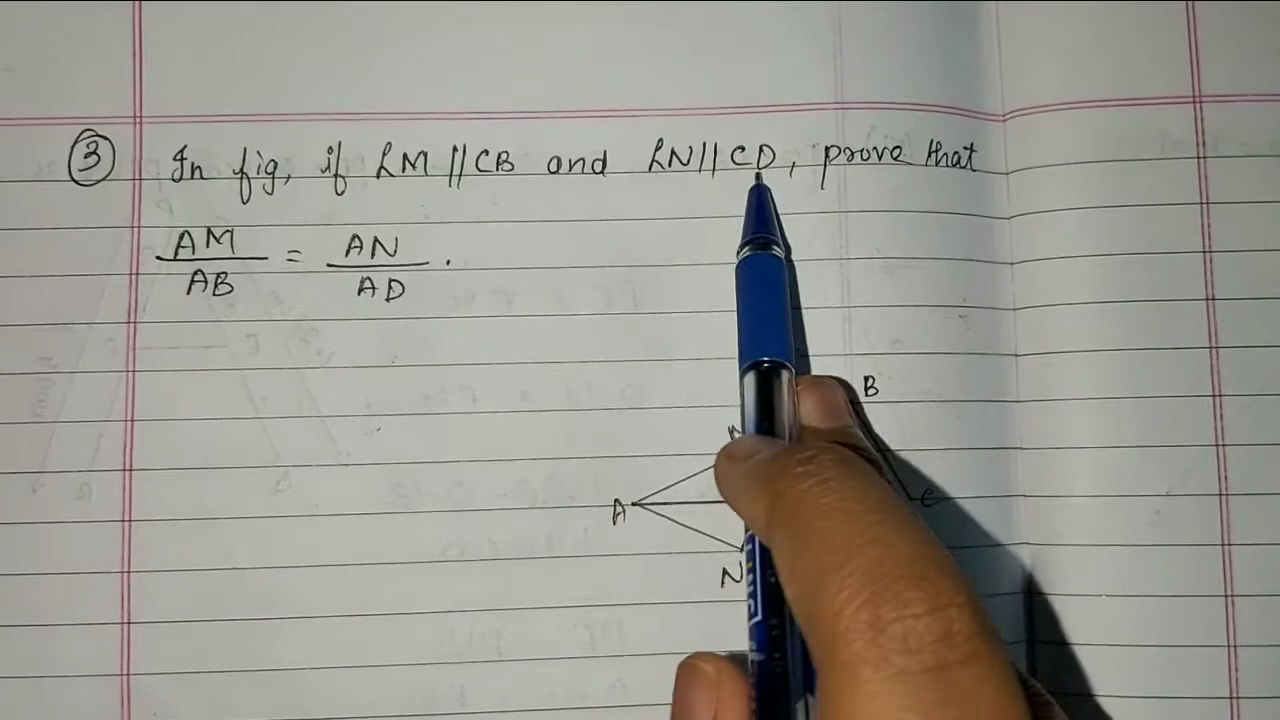 3 In fig, if LM || CB and LN || CD, prove that
AM / AB = AN / AD .
B
A
C
N